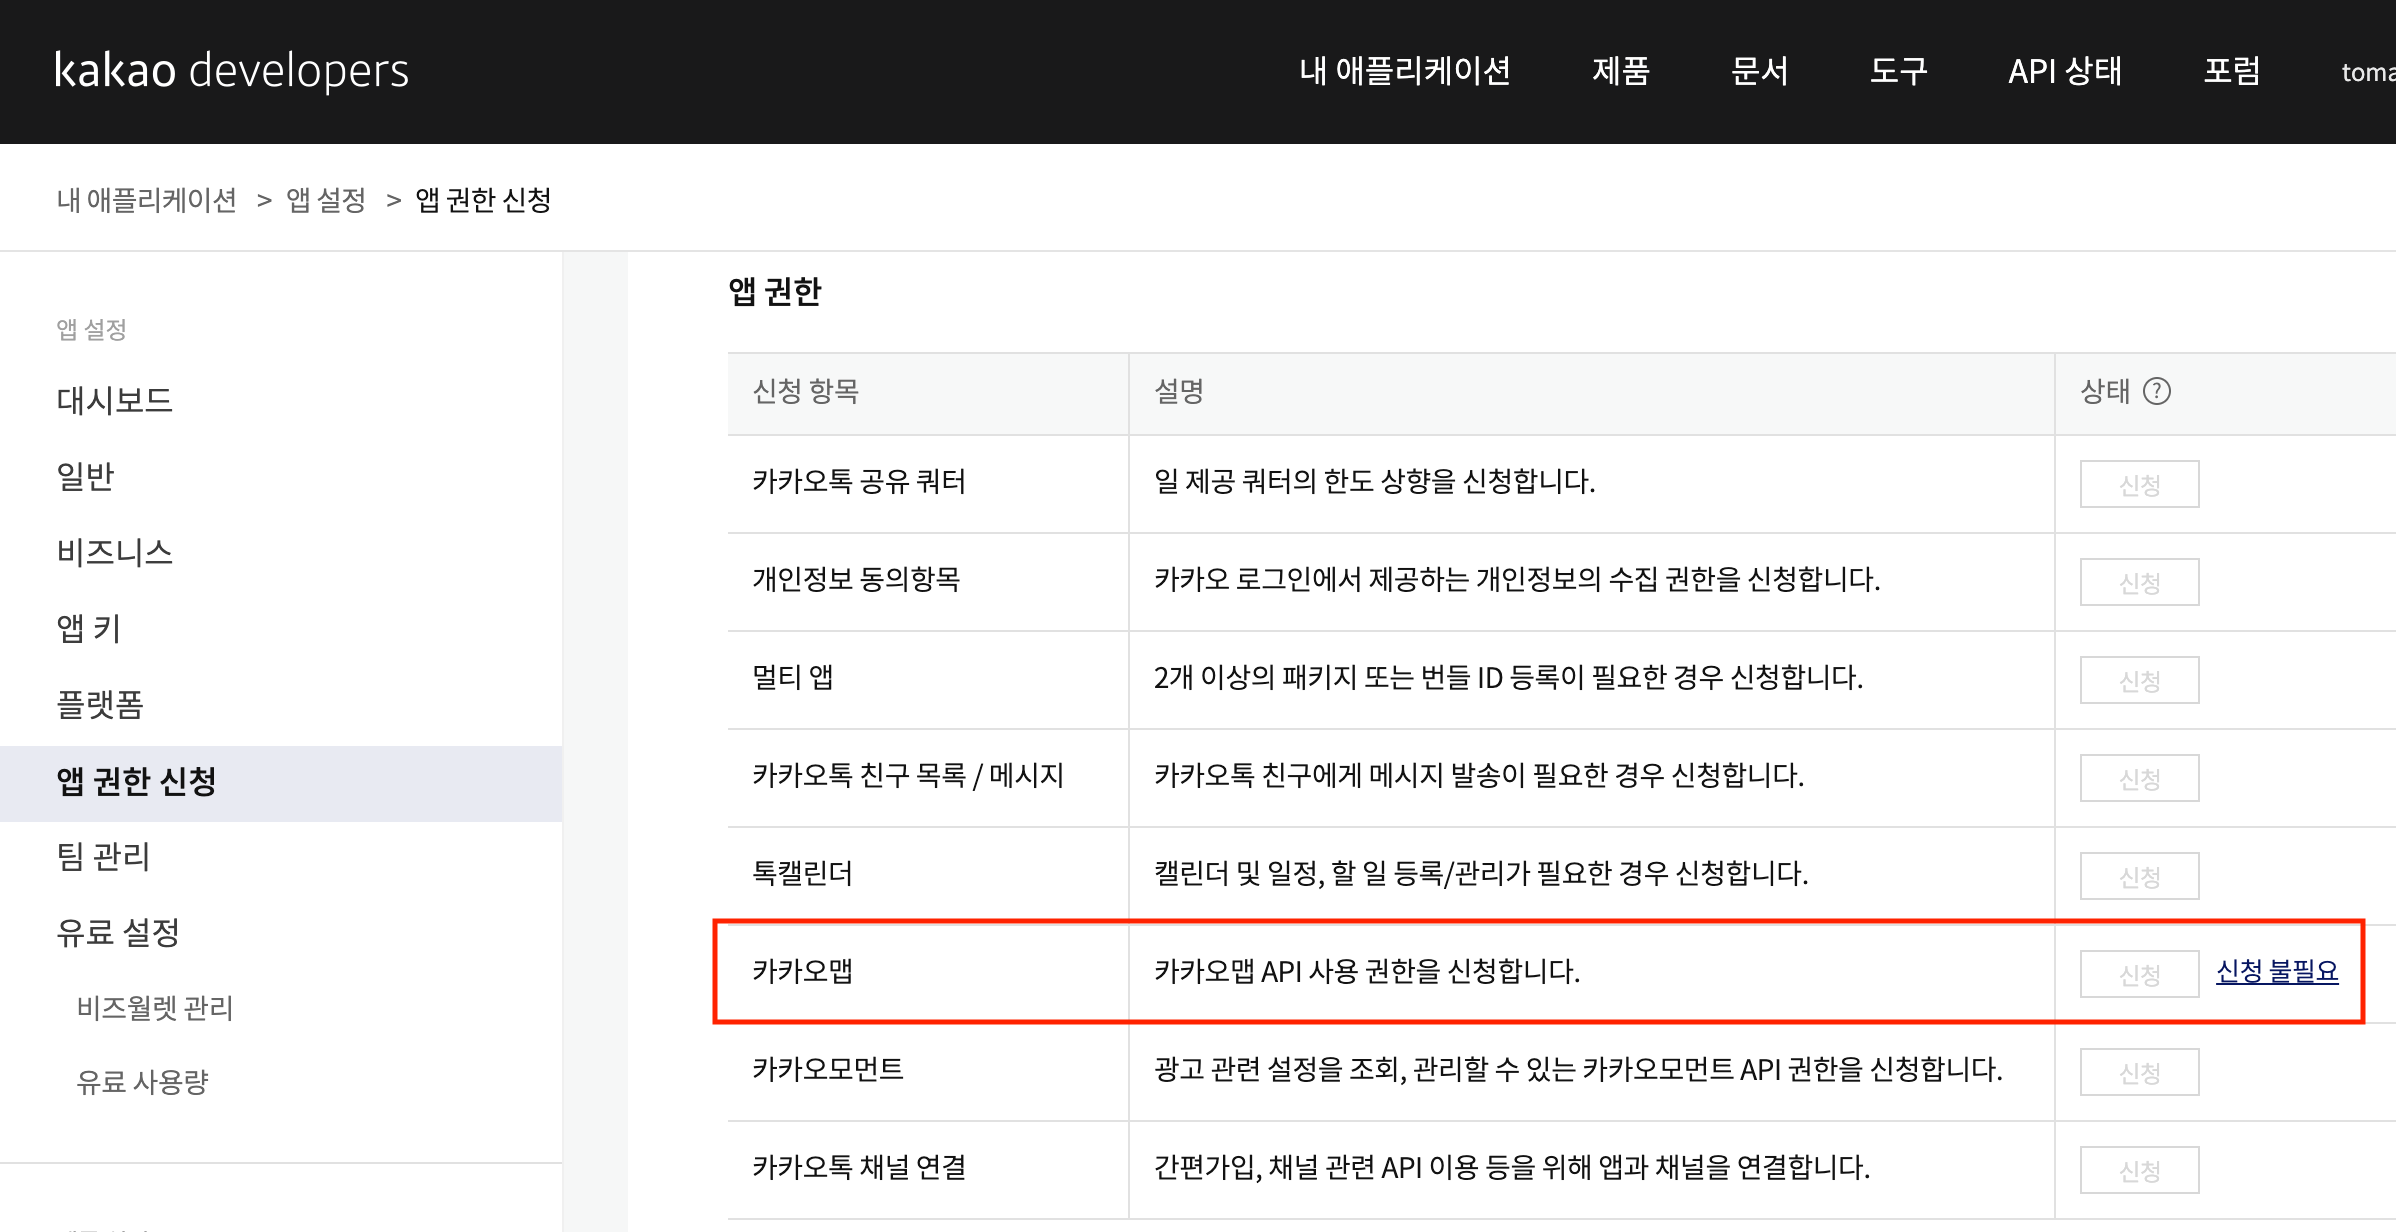 kakao developers
내 애플리케이션 제품 문서 도구 API 상태 포럼 toma
내 애플리케이션 > 앱 설정 > 앱 권한 신청
앱 설정
대시보드
일반
비즈니스
앱 키
플랫폼
앱 권한 신청
팀 관리
유료 설정
비즈월렛 관리
유료 사용량
앱 권한
신청 항목 설명 상태 ?
카카오톡 공유 쿼터 일 제공 쿼터의 한도 상향을 신청합니다. 신청
개인정보 동의항목 카카오 로그인에서 제공하는 개인정보의 수집 권한을 신청합니다. 신청
멀티 앱 2개 이상의 패키지 또는 번들 ID 등록이 필요한 경우 신청합니다. 신청
카카오톡 친구 목록 / 메시지 카카오톡 친구에게 메시지 발송이 필요한 경우 신청합니다. 신청
톡캘린더 캘린더 및 일정, 할 일 등록/관리가 필요한 경우 신청합니다. 신청
카카오맵 카카오맵 API 사용 권한을 신청합니다. 신청 신청 불필요
카카오모먼트 광고 관련 설정을 조회, 관리할 수 있는 카카오모먼트 API 권한을 신청합니다. 신청
카카오톡 채널 연결 간편가입, 채널 관련 API 이용 등을 위해 앱과 채널을 연결합니다. 신청